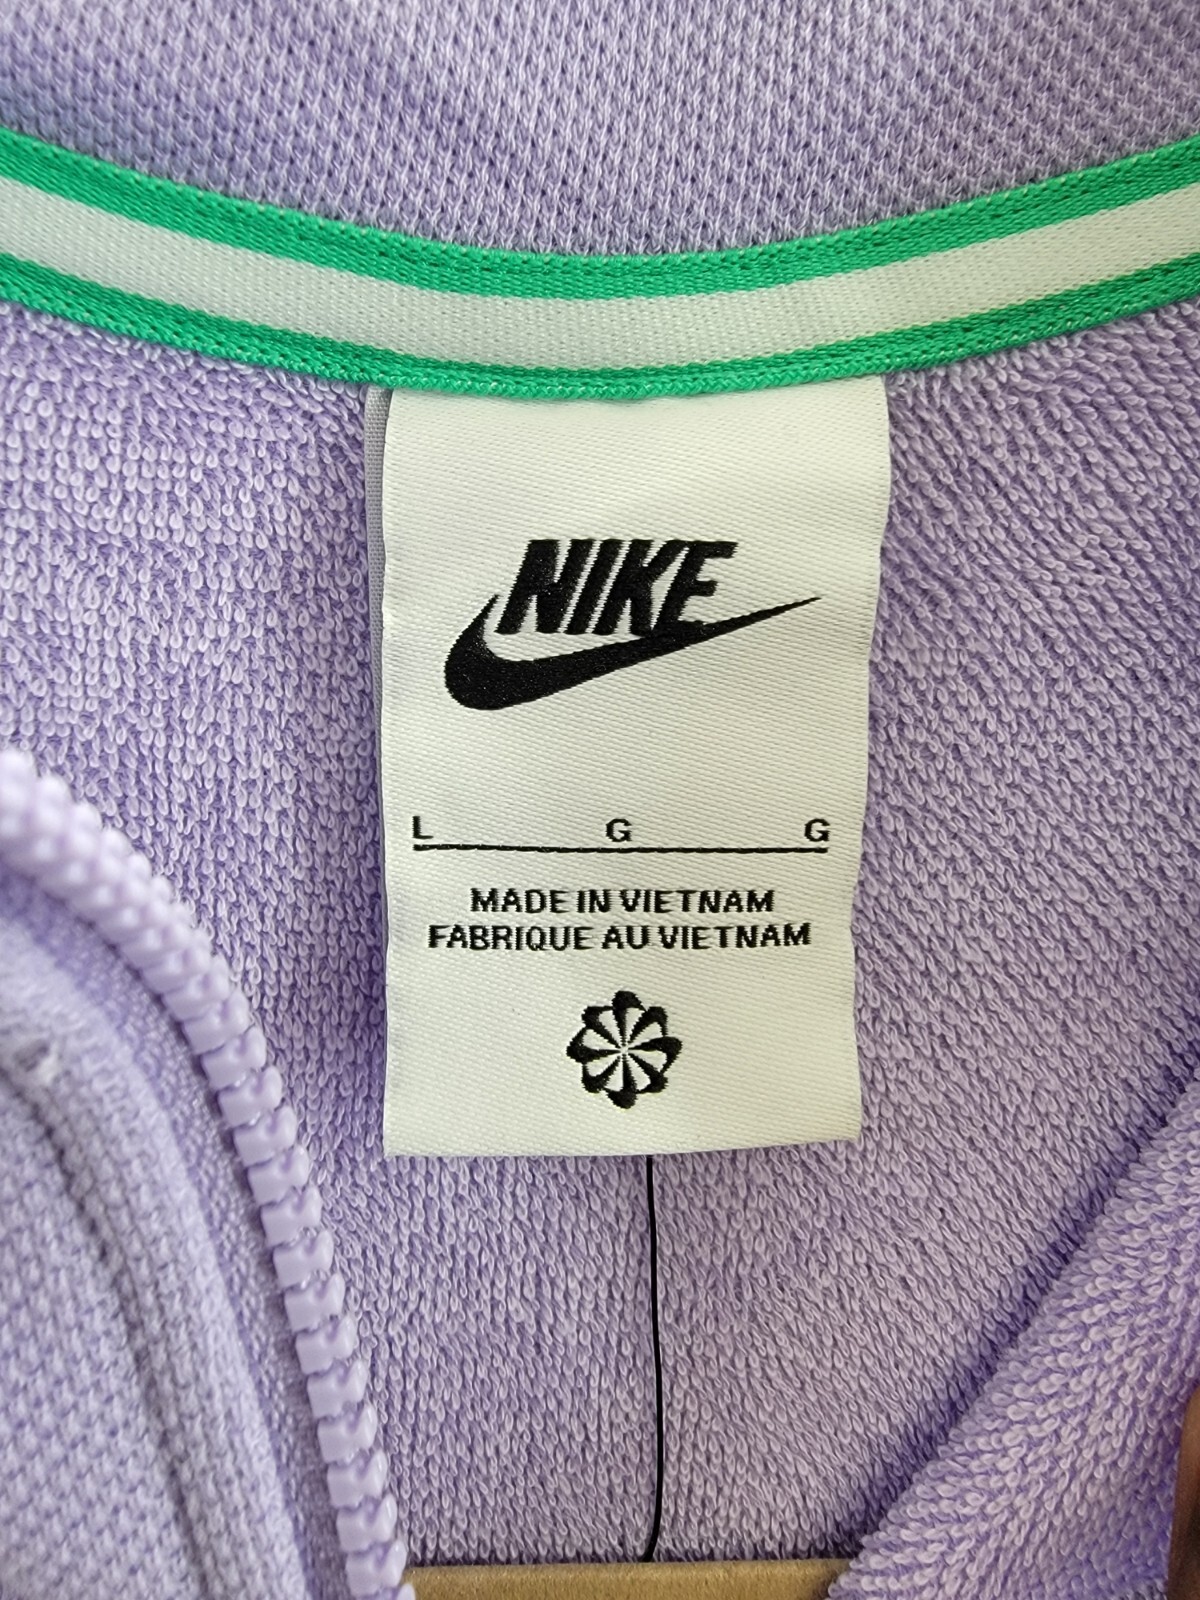 NIKE
L G G
MADE IN VIETNAM
FABRIQUE AU VIETNAM